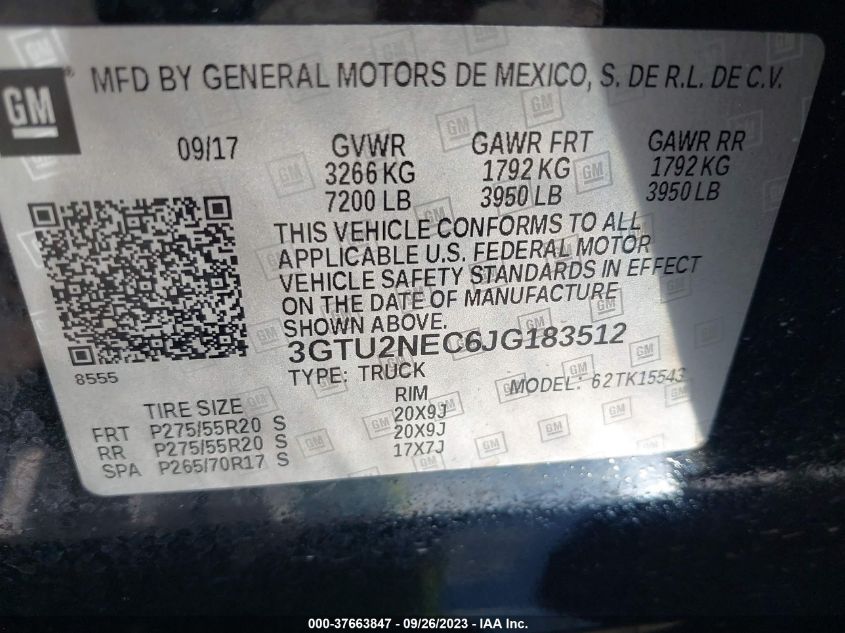 GM
MFD BY GENERAL MOTORS DE MEXICO, S. DE R.L. DE C.V.
09/17 GVWR GAWR FRT GAWR RR
3266 KG 1792 KG 1792 KG
7200 LB 3950 LB 3950 LB
THIS VEHICLE CONFORMS TO ALL
APPLICABLE U.S. FEDERAL MOTOR
VEHICLE SAFETY STANDARDS IN EFFECT
ON THE DATE OF MANUFACTURE
SHOWN ABOVE.
3GTU2NEC6JG183512
8555
TYPE: TRUCK MODEL: 62TK15543
TIRE SIZE RIM
FRT P275/55R20 S 20X9J
RR P275/55R20 S 20X9J
SPA P265/70R17 S 17X7J
000-37663847 - 09/26/2023 - IAA Inc.